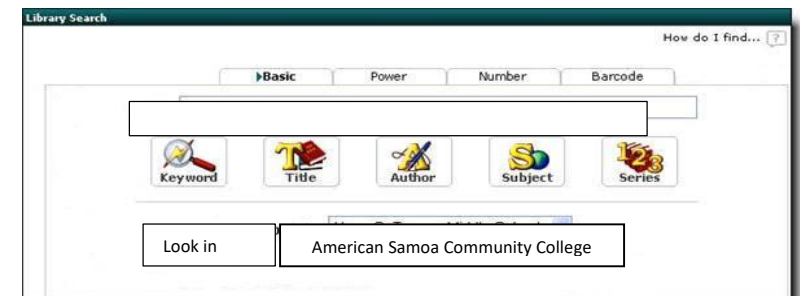 Library Search
How do I find... ?
Basic Power Number Barcode
Keyword Title Author Subject Series
Look in American Samoa Community College